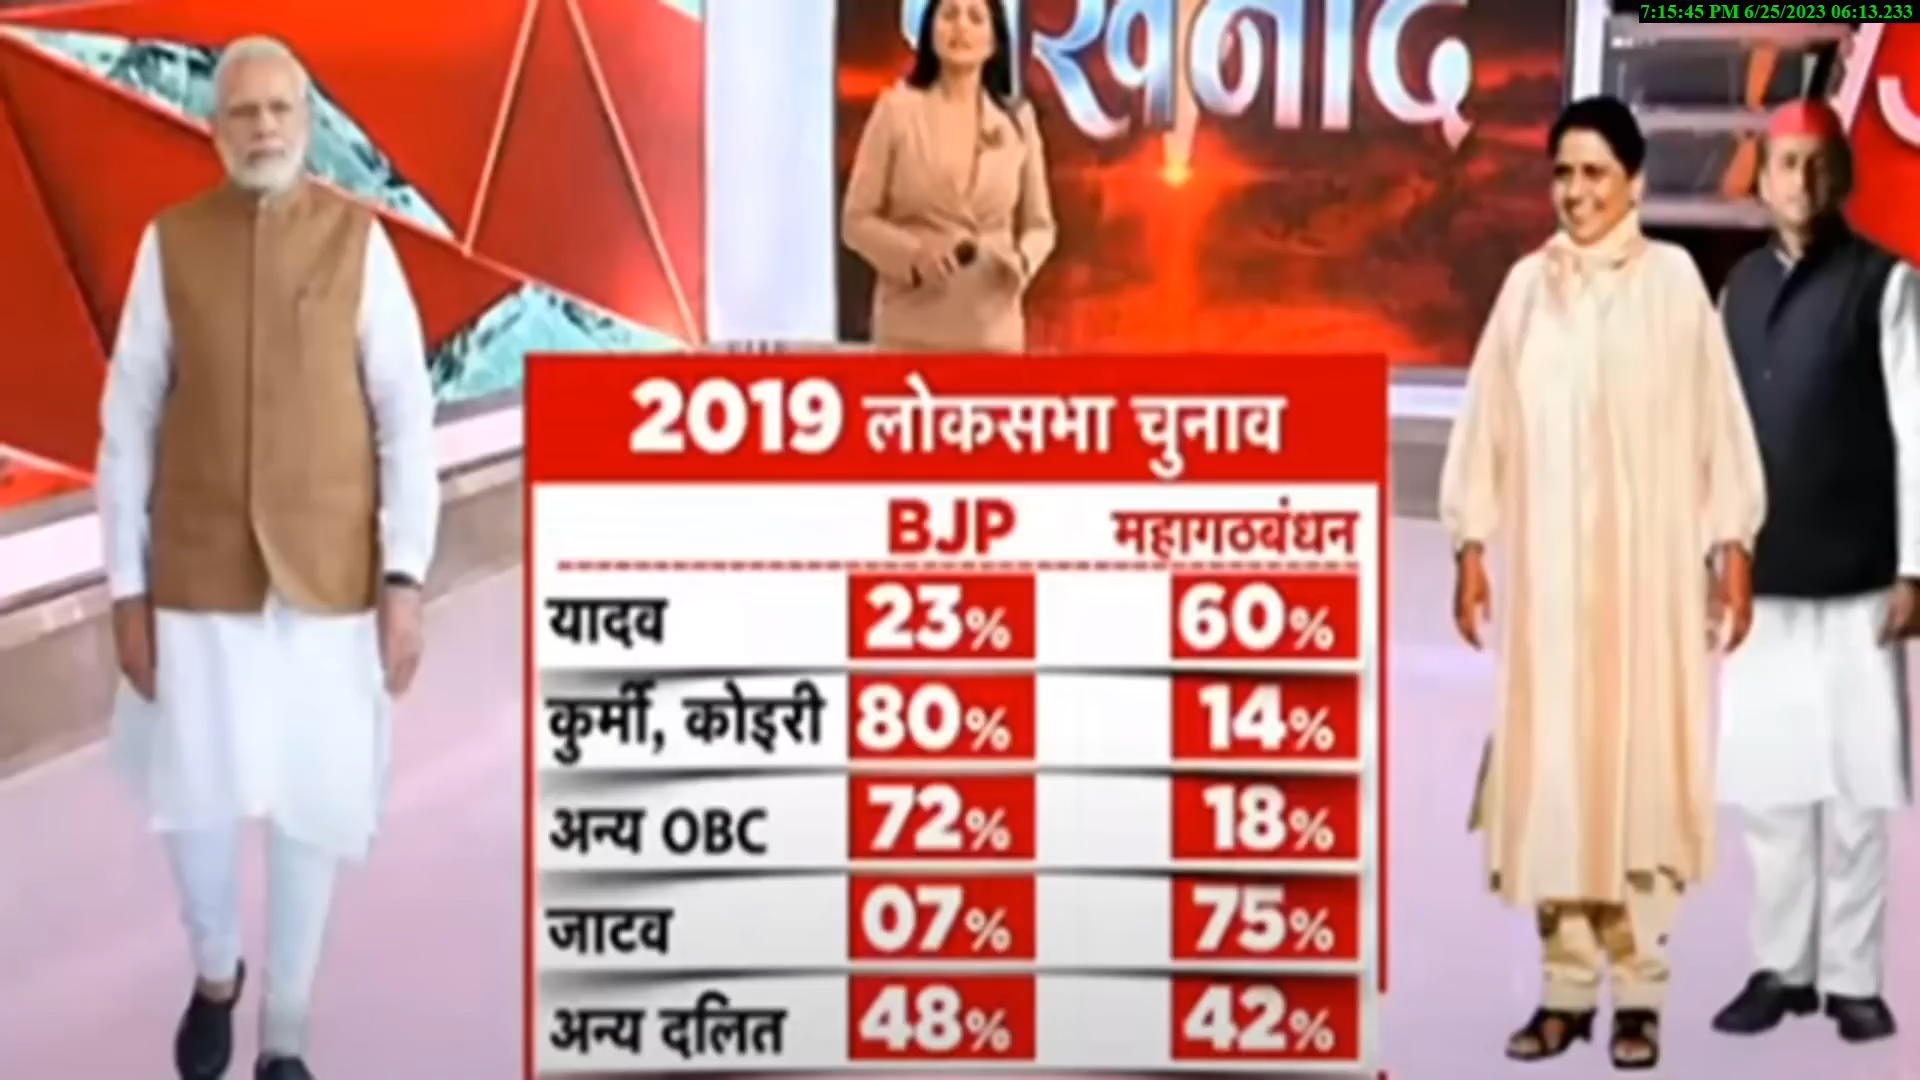 7:15:45 PM 6/25/2023 06:13.233
2019 लोकसभा चुनाव
BJP महागठबंधन
यादव 23% 60%
कुर्मी, कोइरी 80% 14%
अन्य OBC 72% 18%
जाटव 07% 75%
अन्य दलित 48% 42%